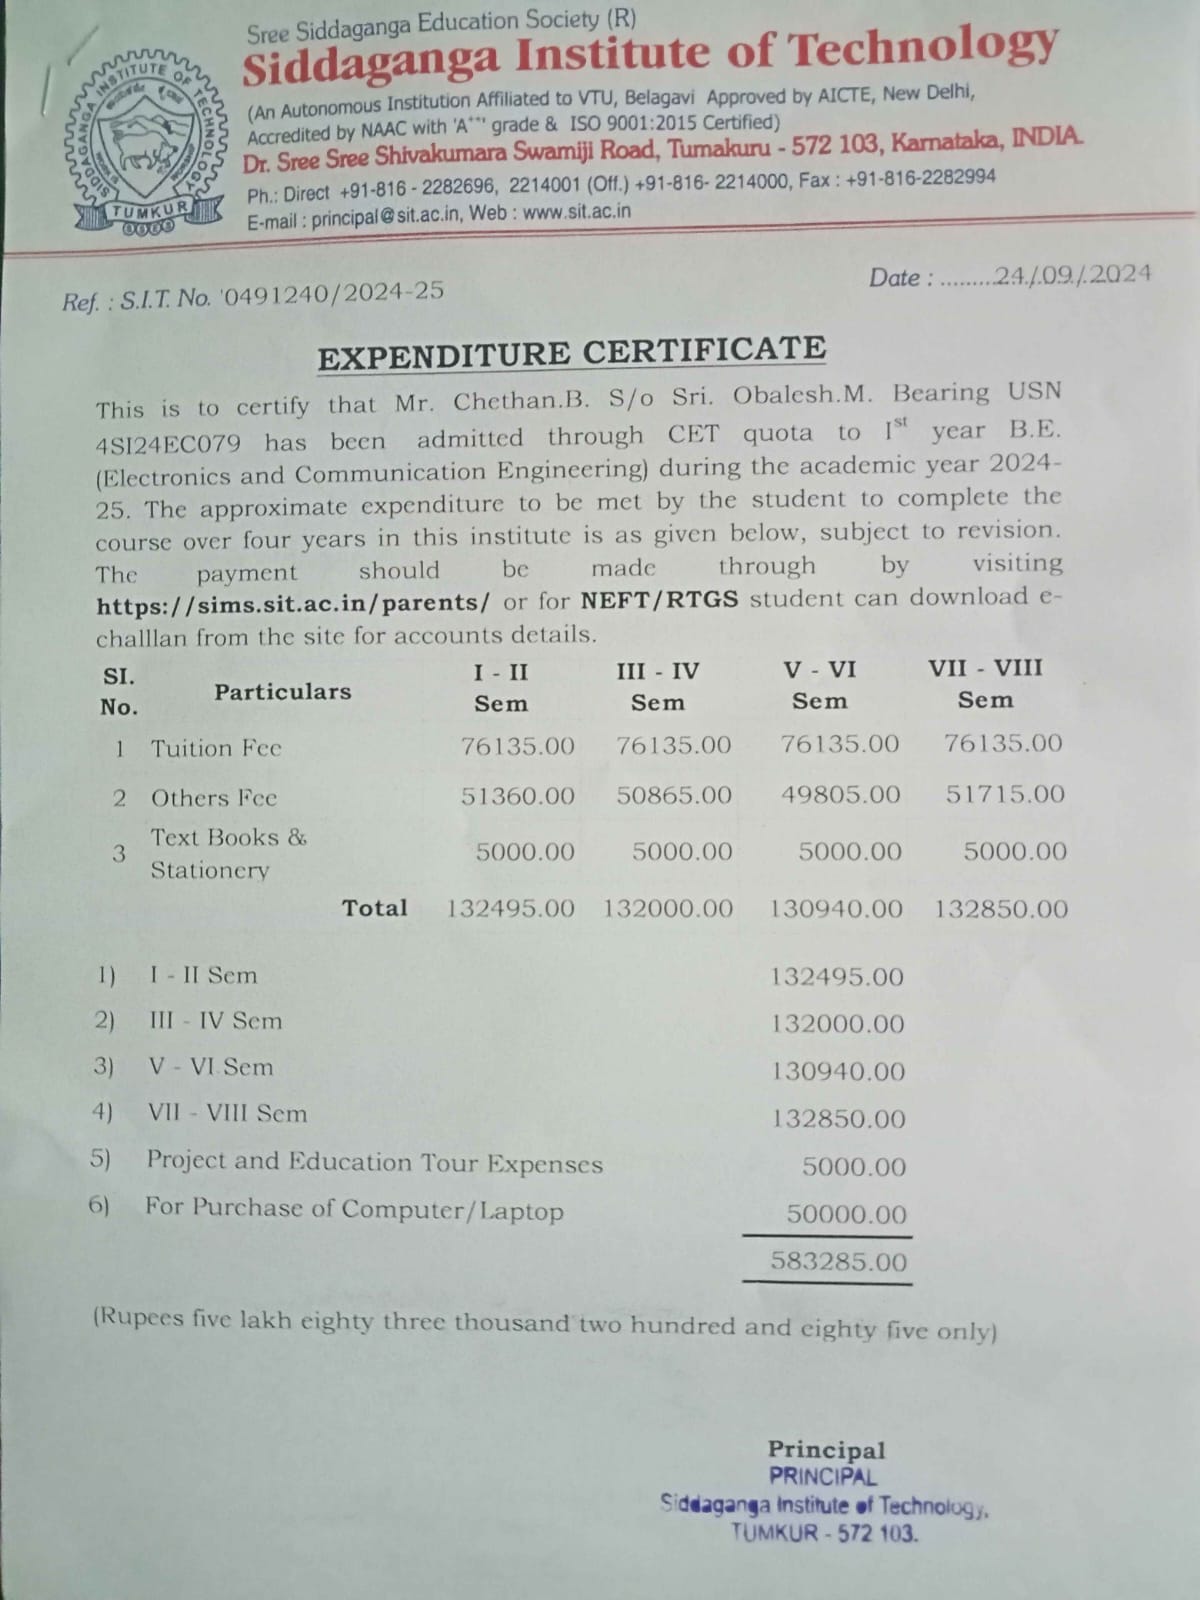 Sree Siddaganga Education Society (R)
Siddaganga Institute of Technology
(An Autonomous Institution Affiliated to VTU, Belagavi Approved by AICTE, New Delhi,
Accredited by NAAC with 'A++' grade & ISO 9001:2015 Certified)
Dr. Sree Sree Shivakumara Swamiji Road, Tumakuru - 572 103, Karnataka, INDIA.
Ph.: Direct +91-816 - 2282696, 2214001 (Off.) +91-816- 2214000, Fax : +91-816-2282994
E-mail : principal@sit.ac.in, Web : www.sit.ac.in
SIDDAGANGA INSTITUTE OF TECHNOLOGY
TUMKUR
Ref. : S.I.T. No. '0491240/2024-25
Date : .........24./.09./.2024
EXPENDITURE CERTIFICATE
This is to certify that Mr. Chethan.B. S/o Sri. Obalesh.M. Bearing USN
4SI24EC079 has been admitted through CET quota to Ist year B.E.
(Electronics and Communication Engineering) during the academic year 2024-
25. The approximate expenditure to be met by the student to complete the
course over four years in this institute is as given below, subject to revision.
The payment should be made through by visiting
https://sims.sit.ac.in/parents/ or for NEFT/RTGS student can download e-
challlan from the site for accounts details.
SI. No. Particulars I - II Sem III - IV Sem V - VI Sem VII - VIII Sem
1 Tuition Fee 76135.00 76135.00 76135.00 76135.00
2 Others Fee 51360.00 50865.00 49805.00 51715.00
3 Text Books & Stationery 5000.00 5000.00 5000.00 5000.00
Total 132495.00 132000.00 130940.00 132850.00
1) I - II Sem 132495.00
2) III - IV Sem 132000.00
3) V - VI Sem 130940.00
4) VII - VIII Sem 132850.00
5) Project and Education Tour Expenses 5000.00
6) For Purchase of Computer/Laptop 50000.00
583285.00
(Rupees five lakh eighty three thousand two hundred and eighty five only)
Principal
PRINCIPAL
Siddaganga Institute of Technology,
TUMKUR - 572 103.